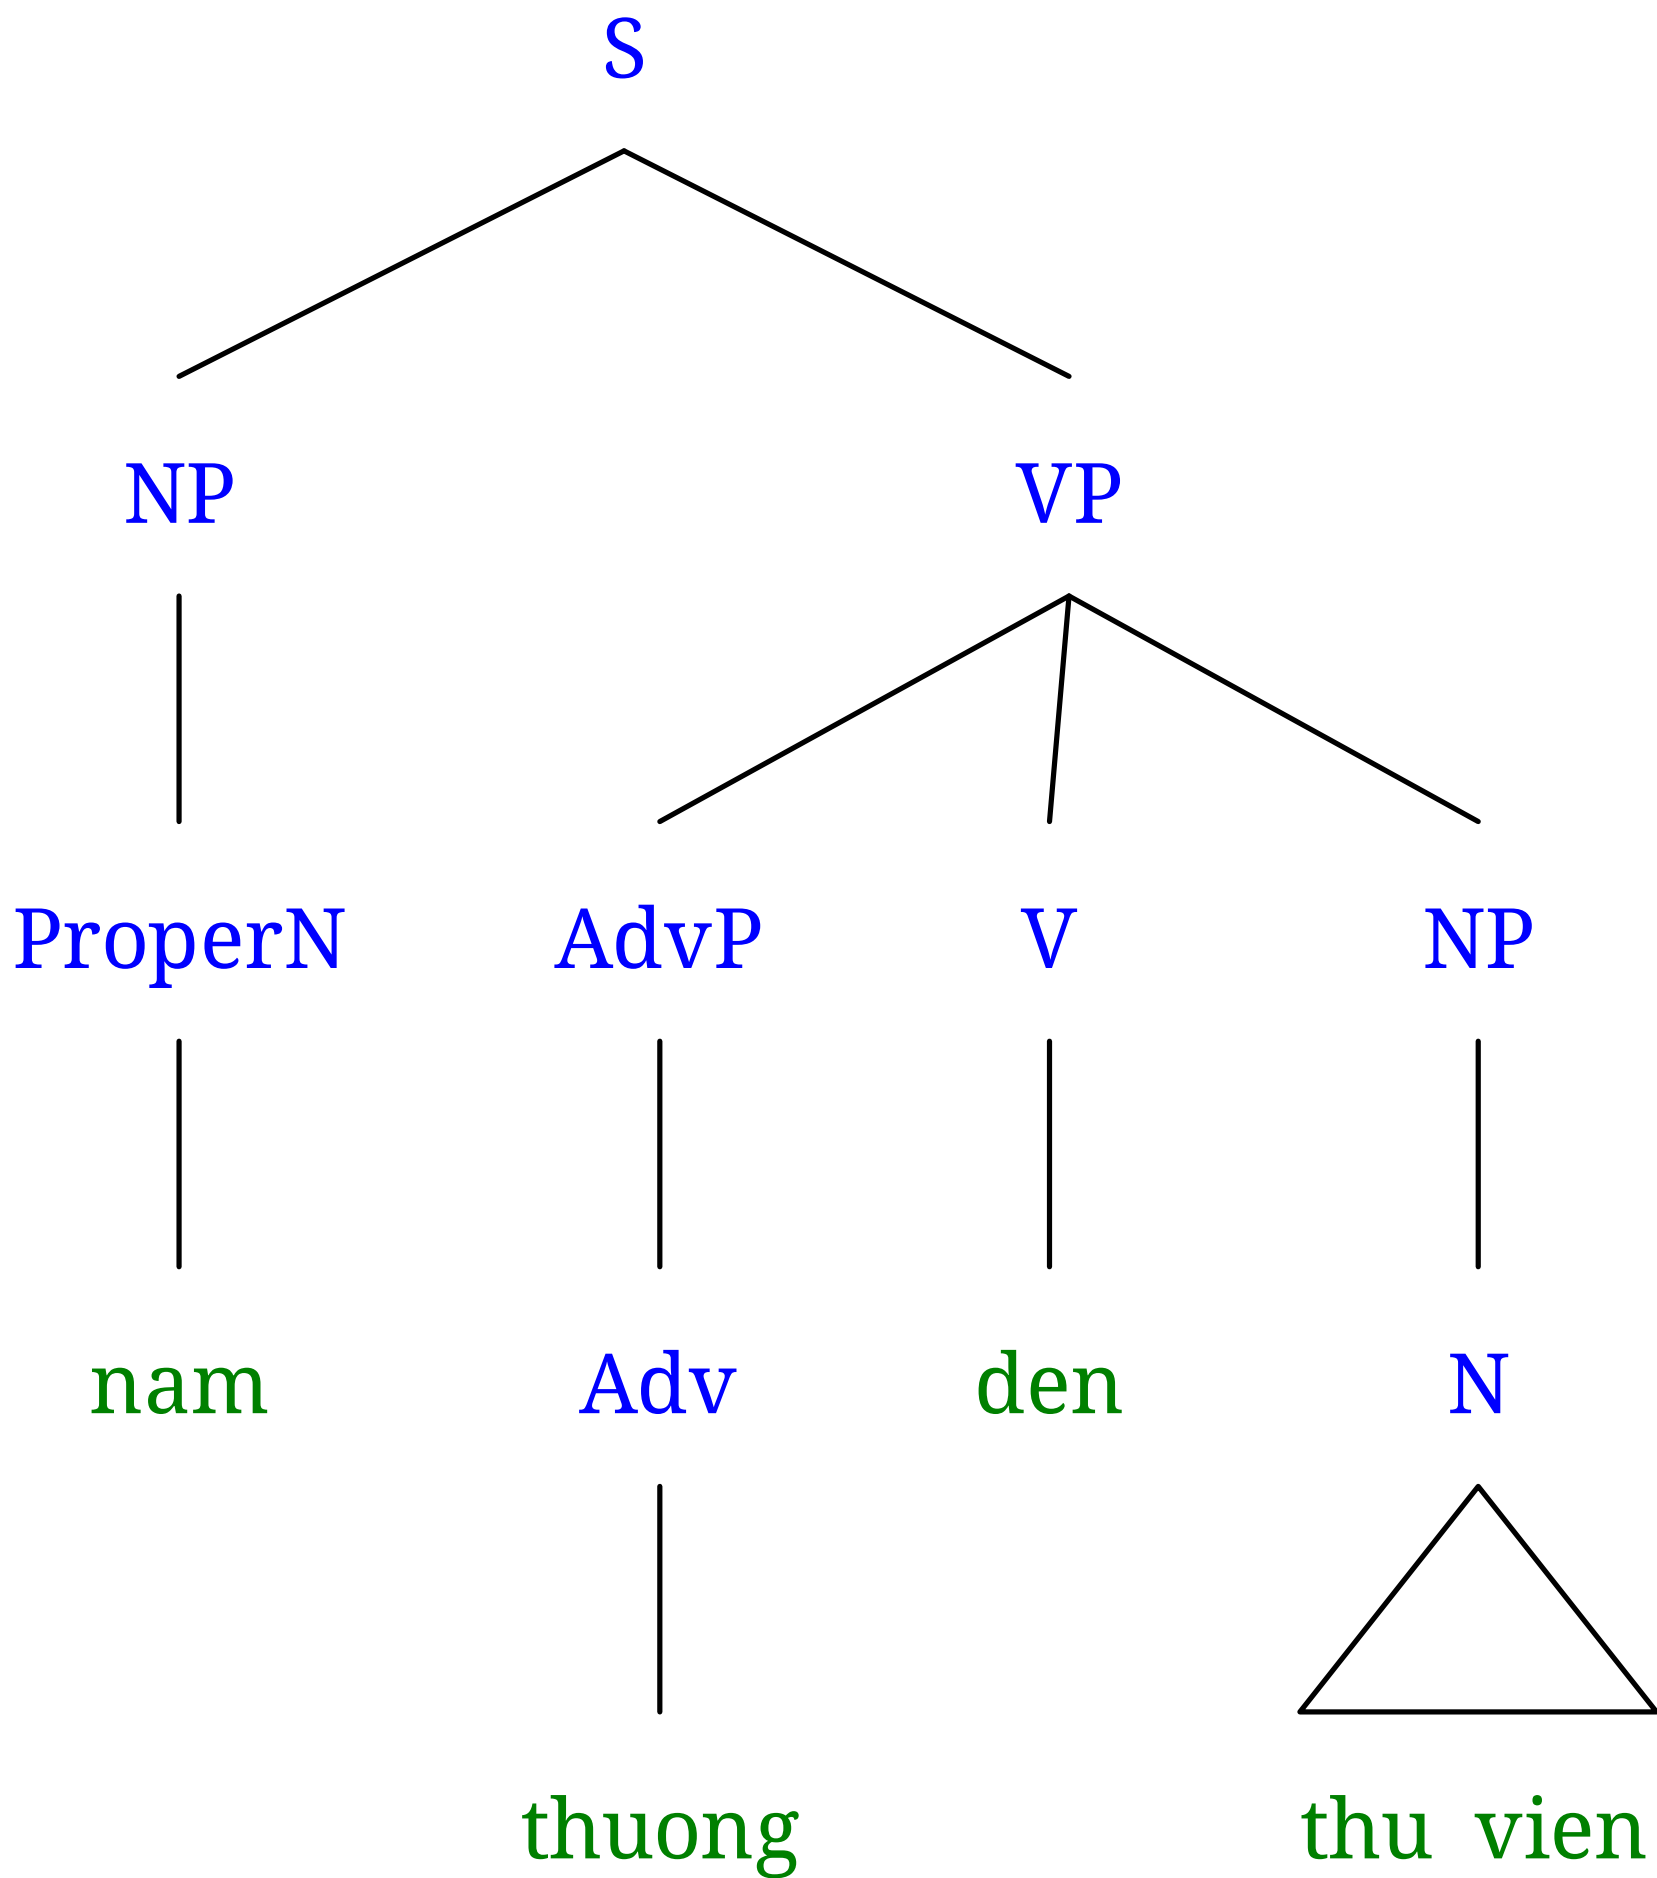 S
NP VP
ProperN AdvP V NP
nam Adv den N
thuong thu vien